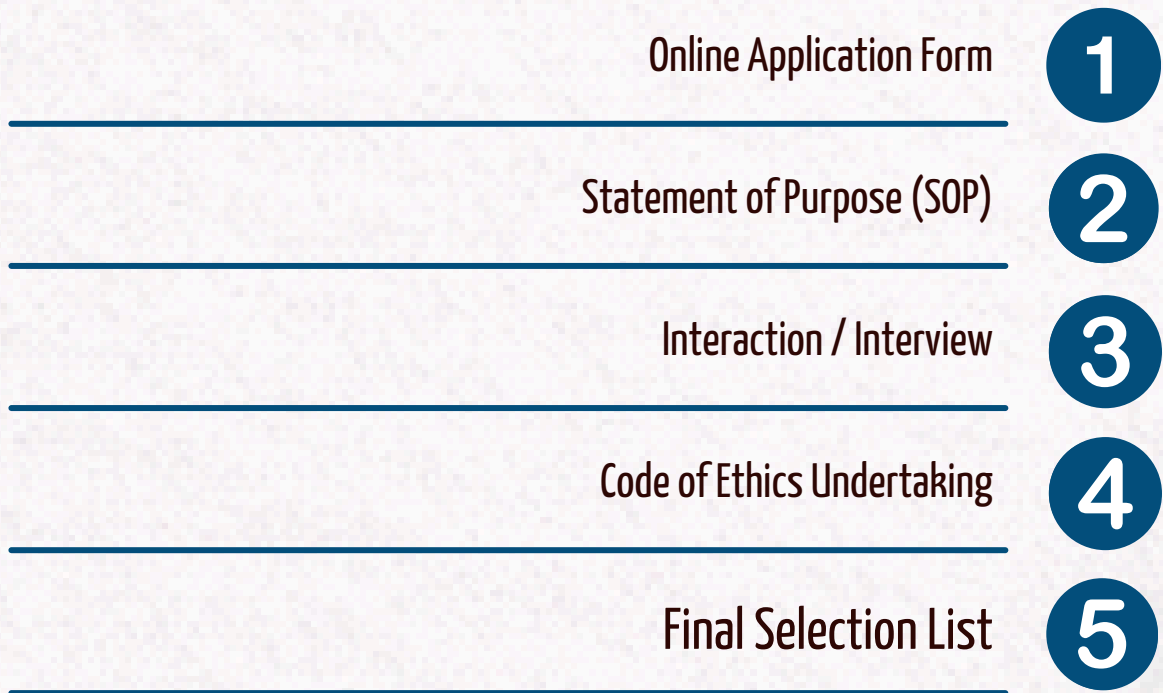 Online Application Form 1
Statement of Purpose (SOP) 2
Interaction / Interview 3
Code of Ethics Undertaking 4
Final Selection List 5